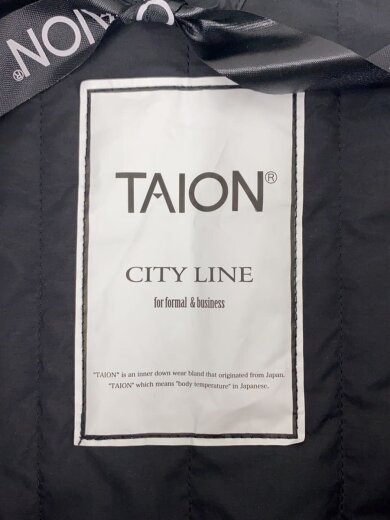 TAION
TAION®
CITY LINE
for formal & business
"TAION" is an inner down wear bland that originated from Japan.
"TAION" which means "body temperature" in Japanese.